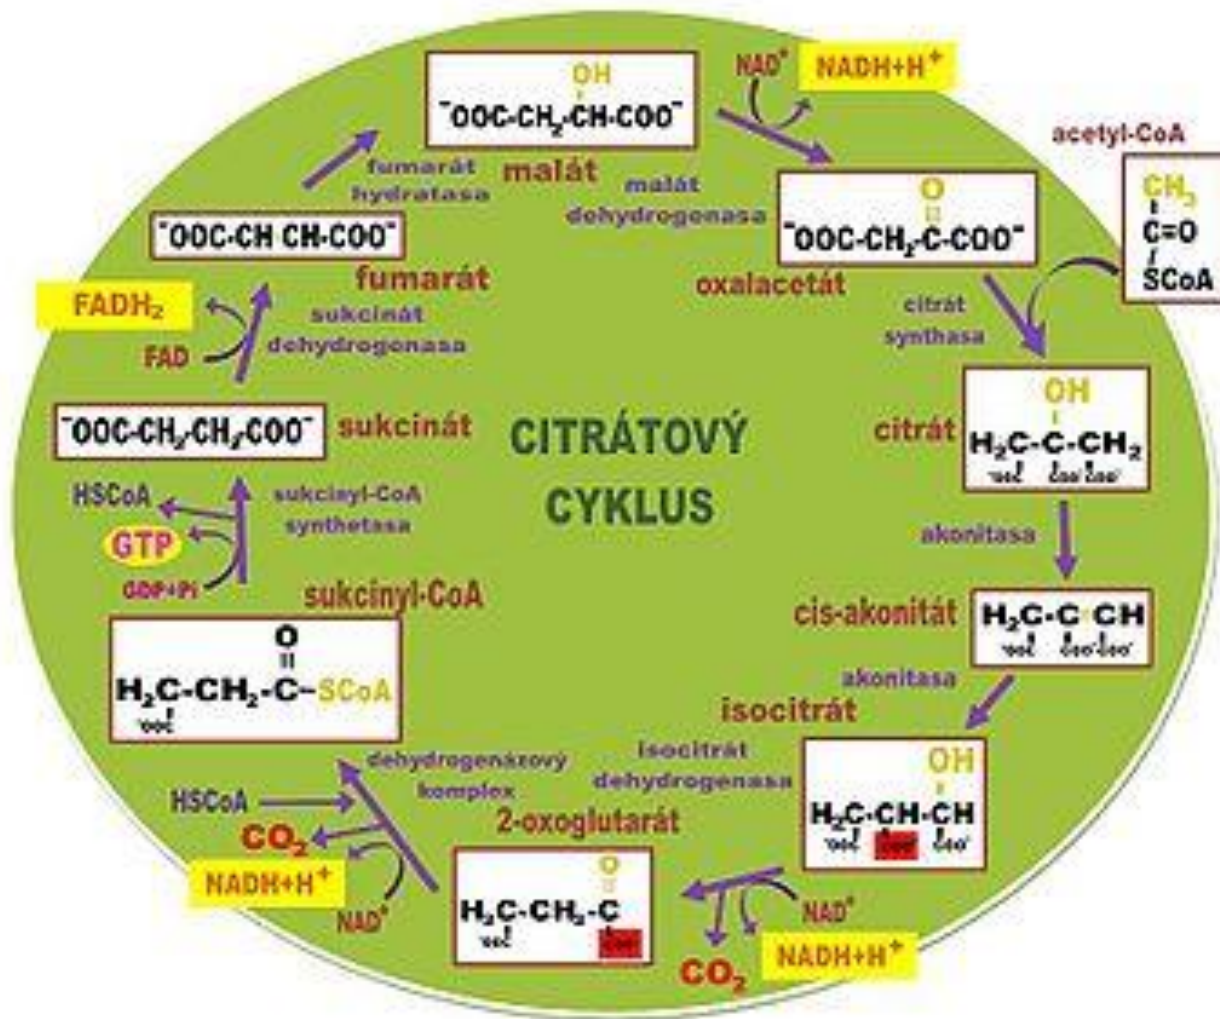 CITRÁTOVÝ
CYKLUS
OH
⁻OOC-CH₂-CH-COO⁻
malát
NAD⁺
NADH+H⁺
malát
dehydrogenasa
O
⁻OOC-CH₂-C-COO⁻
oxalacetát
acetyl-CoA
CH₃
C=O
SCoA
citrát
synthasa
citrát
OH
H₂C-C-CH₂
akonitasa
cis-akonitát
H₂C-C=CH
akonitasa
isocitrát
OH
H₂C-CH-CH
isocitrát
dehydrogenasa
NAD⁺
NADH+H⁺
CO₂
2-oxoglutarát
O
H₂C-CH₂-C
dehydrogenázový
komplex
HSCoA
CO₂
NADH+H⁺
NAD⁺
sukcinyl-CoA
O
H₂C-CH₂-C-SCoA
sukcinyl-CoA
synthetasa
HSCoA
GTP
GDP+Pi
sukcinát
⁻OOC-CH₂-CH₂-COO⁻
sukcinát
dehydrogenasa
FADH₂
FAD
fumarát
⁻OOC-CH CH-COO⁻
fumarát
hydratasa